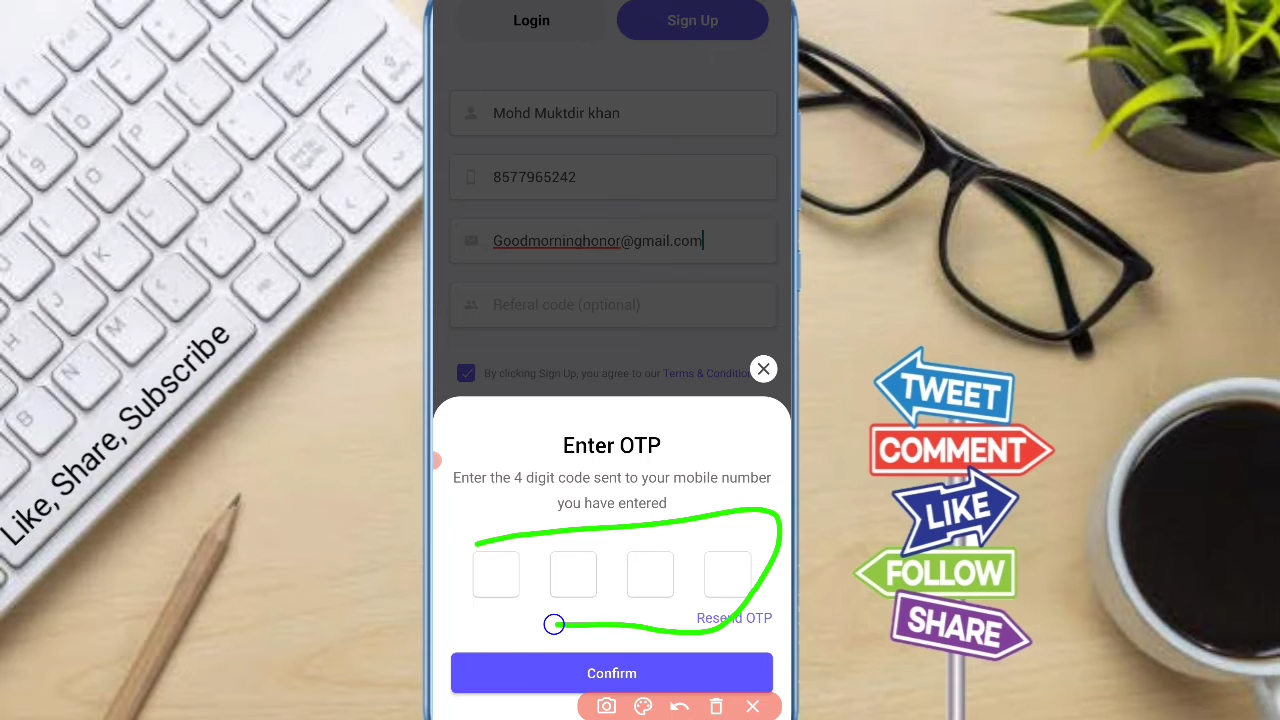 Login
Sign Up
Mohd Muktdir khan
8577965242
Goodmorninghonor@gmail.com
Referal code (optional)
By clicking Sign Up, you agree to our Terms & Condition
Enter OTP
Enter the 4 digit code sent to your mobile number
you have entered
Resend OTP
Confirm
Like, Share, Subscribe
TWEET
COMMENT
LIKE
FOLLOW
SHARE